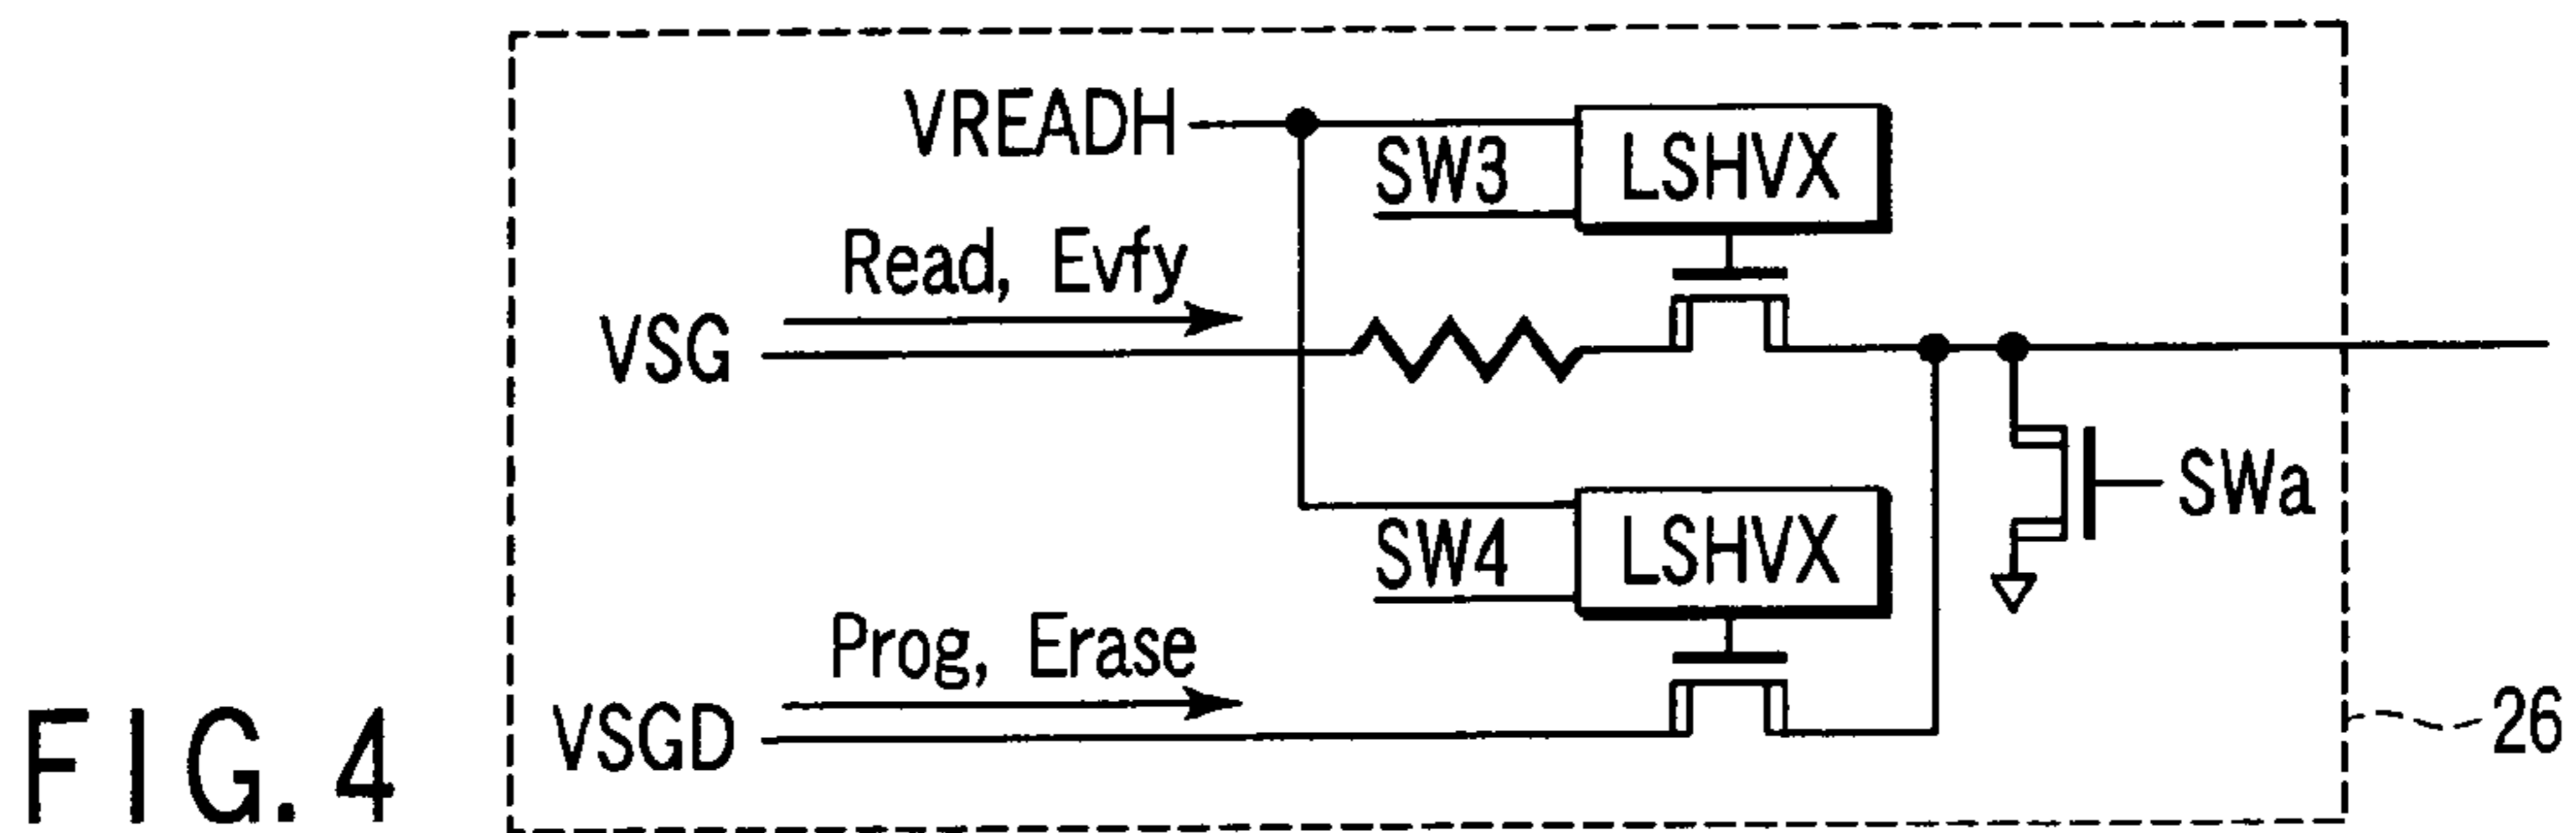 VREADH
SW3
LSHVX
Read, Evfy
VSG
SWa
SW4
LSHVX
Prog, Erase
VSGD
26
FIG. 4